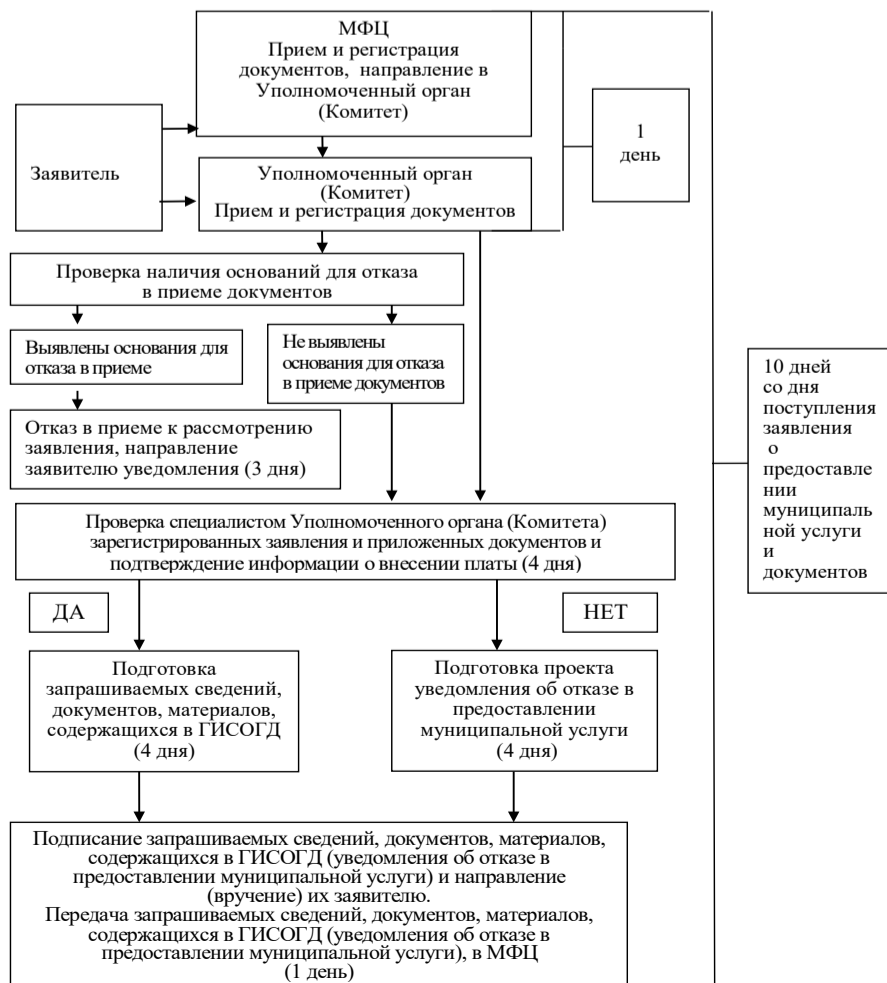 МФЦ
Прием и регистрация
документов, направление в
Уполномоченный орган
(Комитет)
1
день
Заявитель
Уполномоченный орган
(Комитет)
Прием и регистрация документов
Проверка наличия оснований для отказа
в приеме документов
Выявлены основания для
отказа в приеме
Не выявлены
основания для отказа
в приеме документов
10 дней
со дня
поступления
заявления
о
предоставле
нии
муниципаль
ной услуги
и
документов
Отказ в приеме к рассмотрению
заявления, направление
заявителю уведомления (3 дня)
Проверка специалистом Уполномоченного органа (Комитета)
зарегистрированных заявления и приложенных документов и
подтверждение информации о внесении платы (4 дня)
ДА
НЕТ
Подготовка
запрашиваемых сведений,
документов, материалов,
содержащихся в ГИСОГД
(4 дня)
Подготовка проекта
уведомления об отказе в
предоставлении
муниципальной услуги
(4 дня)
Подписание запрашиваемых сведений, документов, материалов,
содержащихся в ГИСОГД (уведомления об отказе в
предоставлении муниципальной услуги) и направление
(вручение) их заявителю.
Передача запрашиваемых сведений, документов, материалов,
содержащихся в ГИСОГД (уведомления об отказе в
предоставлении муниципальной услуги), в МФЦ
(1 день)